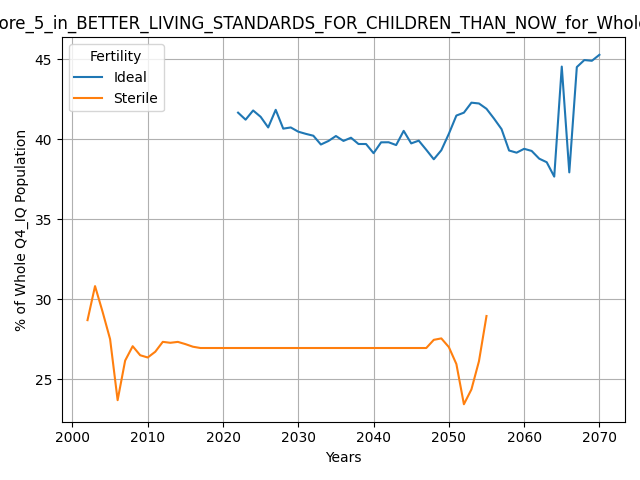 ore_5_in_BETTER_LIVING_STANDARDS_FOR_CHILDREN_THAN_NOW_for_Whole
Fertility
Ideal
Sterile
% of Whole Q4_IQ Population
45
40
35
30
25
2000 2010 2020 2030 2040 2050 2060 2070
Years